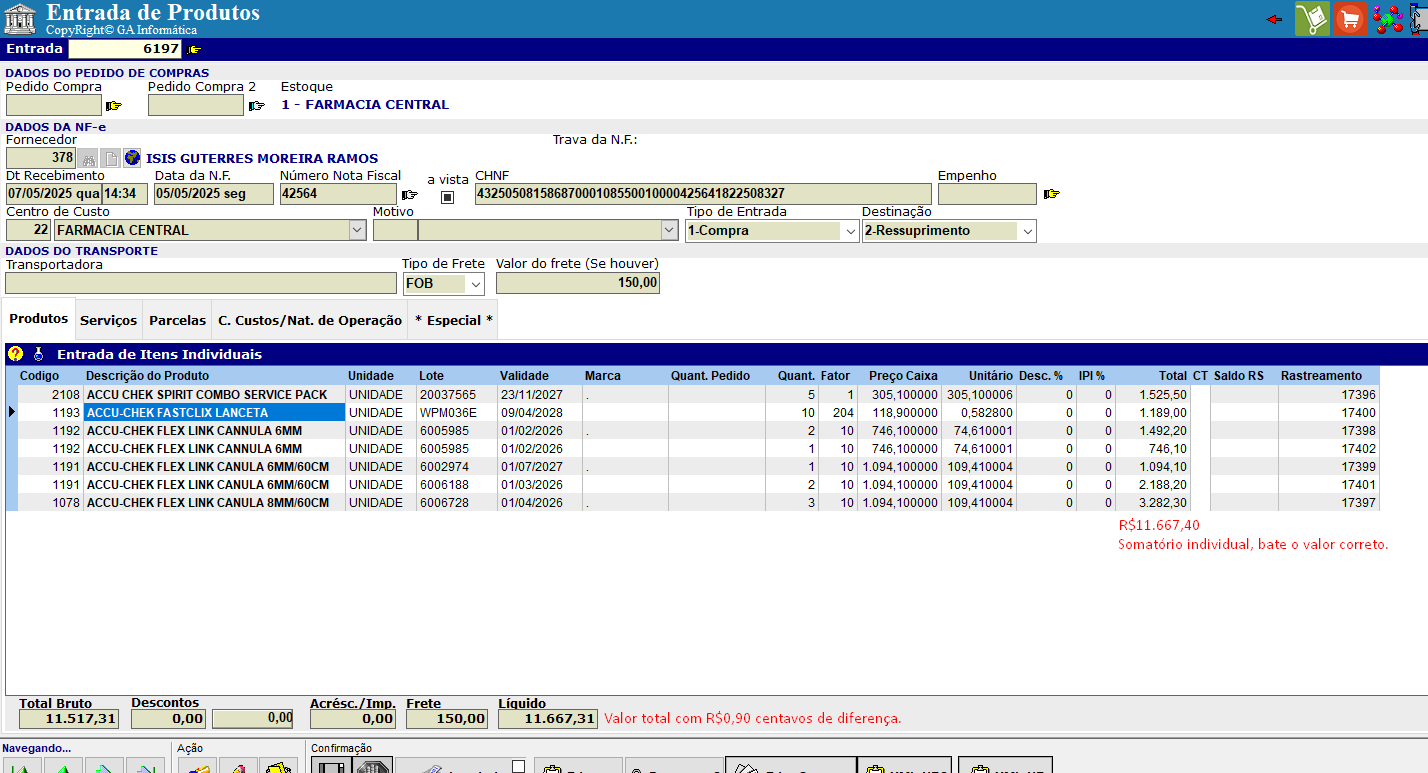 Entrada de Produtos
CopyRight© GA Informática
Entrada 6197
DADOS DO PEDIDO DE COMPRAS
Pedido Compra Pedido Compra 2 Estoque
1 - FARMACIA CENTRAL
DADOS DA NF-e
Fornecedor Trava da N.F.:
378 ISIS GUTERRES MOREIRA RAMOS
Dt Recebimento Data da N.F. Número Nota Fiscal a vista CHNF Empenho
07/05/2025 qua 14:34 05/05/2025 seg 42564 43250508158687000108550010000425641822508327
Centro de Custo Motivo Tipo de Entrada Destinação
22 FARMACIA CENTRAL 1-Compra 2-Ressuprimento
DADOS DO TRANSPORTE
Transportadora Tipo de Frete Valor do frete (Se houver)
FOB 150,00
Produtos Serviços Parcelas C. Custos/Nat. de Operação * Especial *
Entrada de Itens Individuais
Codigo Descrição do Produto Unidade Lote Validade Marca Quant. Pedido Quant. Fator Preço Caixa Unitário Desc. % IPI % Total CT Saldo RS Rastreamento
2108 ACCU CHEK SPIRIT COMBO SERVICE PACK UNIDADE 20037565 23/11/2027 . 5 1 305,100000 305,100006 0 0 1.525,50 17396
1193 ACCU-CHEK FASTCLIX LANCETA UNIDADE WPM036E 09/04/2028 10 204 118,900000 0,582800 0 0 1.189,00 17400
1192 ACCU-CHEK FLEX LINK CANNULA 6MM UNIDADE 6005985 01/02/2026 . 2 10 746,100000 74,610001 0 0 1.492,20 17398
1192 ACCU-CHEK FLEX LINK CANNULA 6MM UNIDADE 6005985 01/02/2026 1 10 746,100000 74,610001 0 0 746,10 17402
1191 ACCU-CHEK FLEX LINK CANULA 6MM/60CM UNIDADE 6002974 01/07/2027 . 1 10 1.094,100000 109,410004 0 0 1.094,10 17399
1191 ACCU-CHEK FLEX LINK CANULA 6MM/60CM UNIDADE 6006188 01/03/2026 2 10 1.094,100000 109,410004 0 0 2.188,20 17401
1078 ACCU-CHEK FLEX LINK CANULA 8MM/60CM UNIDADE 6006728 01/04/2026 . 3 10 1.094,100000 109,410004 0 0 3.282,30 17397
R$11.667,40
Somatório individual, bate o valor correto.
Total Bruto Descontos Acrésc./Imp. Frete Líquido
11.517,31 0,00 0,00 0,00 150,00 11.667,31 Valor total com R$0,90 centavos de diferença.
Navegando... Ação Confirmação